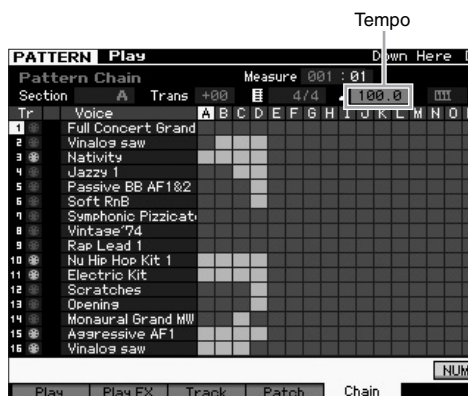 Tempo
PATTERN Play Down Here
Pattern Chain Measure 001 : 01
Section A Trans +00 4/4 100.0
Tr Voice A B C D E F G H I J K L M N O
1 Full Concert Grand
2 Vinalog saw
3 Nativity
4 Jazzy 1
5 Passive BB AF1&2
6 Soft RnB
7 Symphonic Pizzicato
8 Vintage'74
9 Rap Lead 1
10 Nu Hip Hop Kit 1
11 Electric Kit
12 Scratches
13 Opening
14 Monaural Grand MW
15 Aggressive AF1
16 Vinalog saw
NUM
Play Play FX Track Patch Chain